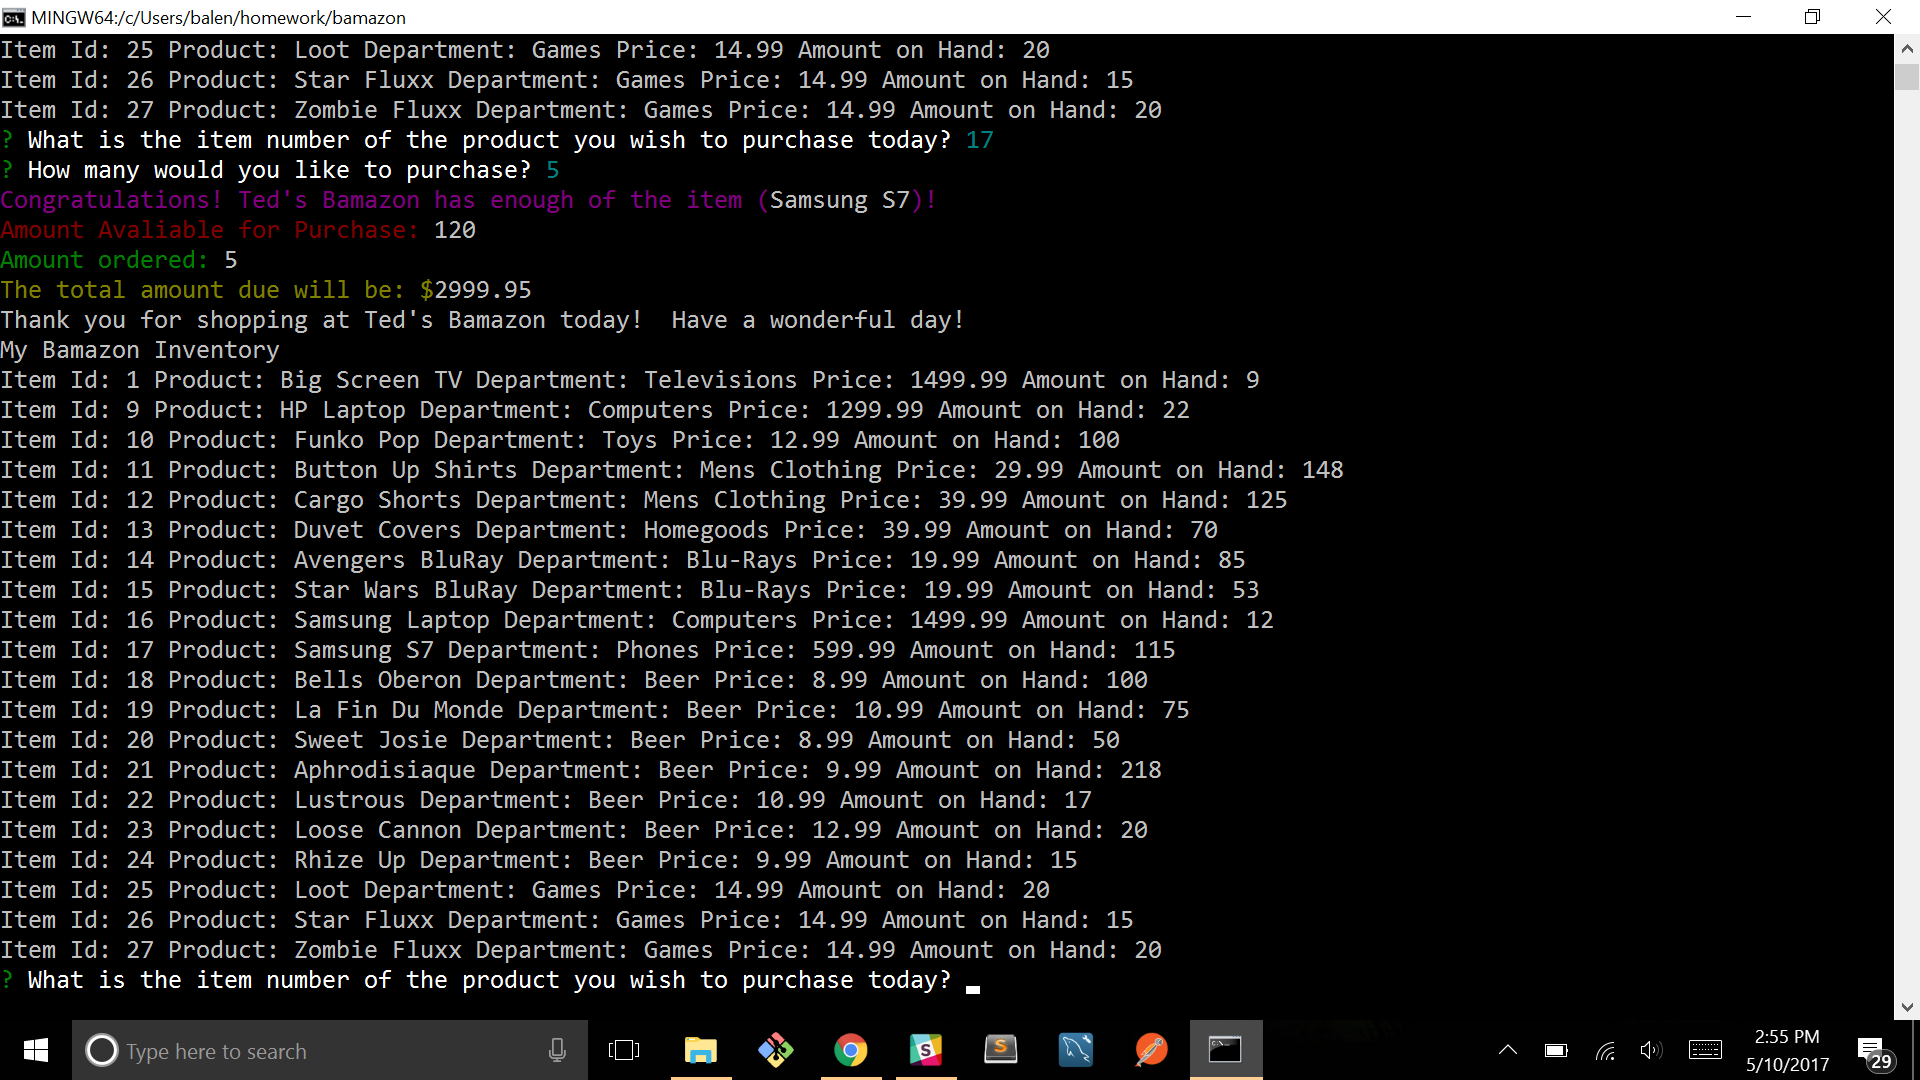 MINGW64:/c/Users/balen/homework/bamazon
Item Id: 25 Product: Loot Department: Games Price: 14.99 Amount on Hand: 20
Item Id: 26 Product: Star Fluxx Department: Games Price: 14.99 Amount on Hand: 15
Item Id: 27 Product: Zombie Fluxx Department: Games Price: 14.99 Amount on Hand: 20
? What is the item number of the product you wish to purchase today? 17
? How many would you like to purchase? 5
Congratulations! Ted's Bamazon has enough of the item (Samsung S7)!
Amount Avaliable for Purchase: 120
Amount ordered: 5
The total amount due will be: $2999.95
Thank you for shopping at Ted's Bamazon today!  Have a wonderful day!
My Bamazon Inventory
Item Id: 1 Product: Big Screen TV Department: Televisions Price: 1499.99 Amount on Hand: 9
Item Id: 9 Product: HP Laptop Department: Computers Price: 1299.99 Amount on Hand: 22
Item Id: 10 Product: Funko Pop Department: Toys Price: 12.99 Amount on Hand: 100
Item Id: 11 Product: Button Up Shirts Department: Mens Clothing Price: 29.99 Amount on Hand: 148
Item Id: 12 Product: Cargo Shorts Department: Mens Clothing Price: 39.99 Amount on Hand: 125
Item Id: 13 Product: Duvet Covers Department: Homegoods Price: 39.99 Amount on Hand: 70
Item Id: 14 Product: Avengers BluRay Department: Blu-Rays Price: 19.99 Amount on Hand: 85
Item Id: 15 Product: Star Wars BluRay Department: Blu-Rays Price: 19.99 Amount on Hand: 53
Item Id: 16 Product: Samsung Laptop Department: Computers Price: 1499.99 Amount on Hand: 12
Item Id: 17 Product: Samsung S7 Department: Phones Price: 599.99 Amount on Hand: 115
Item Id: 18 Product: Bells Oberon Department: Beer Price: 8.99 Amount on Hand: 100
Item Id: 19 Product: La Fin Du Monde Department: Beer Price: 10.99 Amount on Hand: 75
Item Id: 20 Product: Sweet Josie Department: Beer Price: 8.99 Amount on Hand: 50
Item Id: 21 Product: Aphrodisiaque Department: Beer Price: 9.99 Amount on Hand: 218
Item Id: 22 Product: Lustrous Department: Beer Price: 10.99 Amount on Hand: 17
Item Id: 23 Product: Loose Cannon Department: Beer Price: 12.99 Amount on Hand: 20
Item Id: 24 Product: Rhize Up Department: Beer Price: 9.99 Amount on Hand: 15
Item Id: 25 Product: Loot Department: Games Price: 14.99 Amount on Hand: 20
Item Id: 26 Product: Star Fluxx Department: Games Price: 14.99 Amount on Hand: 15
Item Id: 27 Product: Zombie Fluxx Department: Games Price: 14.99 Amount on Hand: 20
? What is the item number of the product you wish to purchase today?
Type here to search
2:55 PM
5/10/2017
29